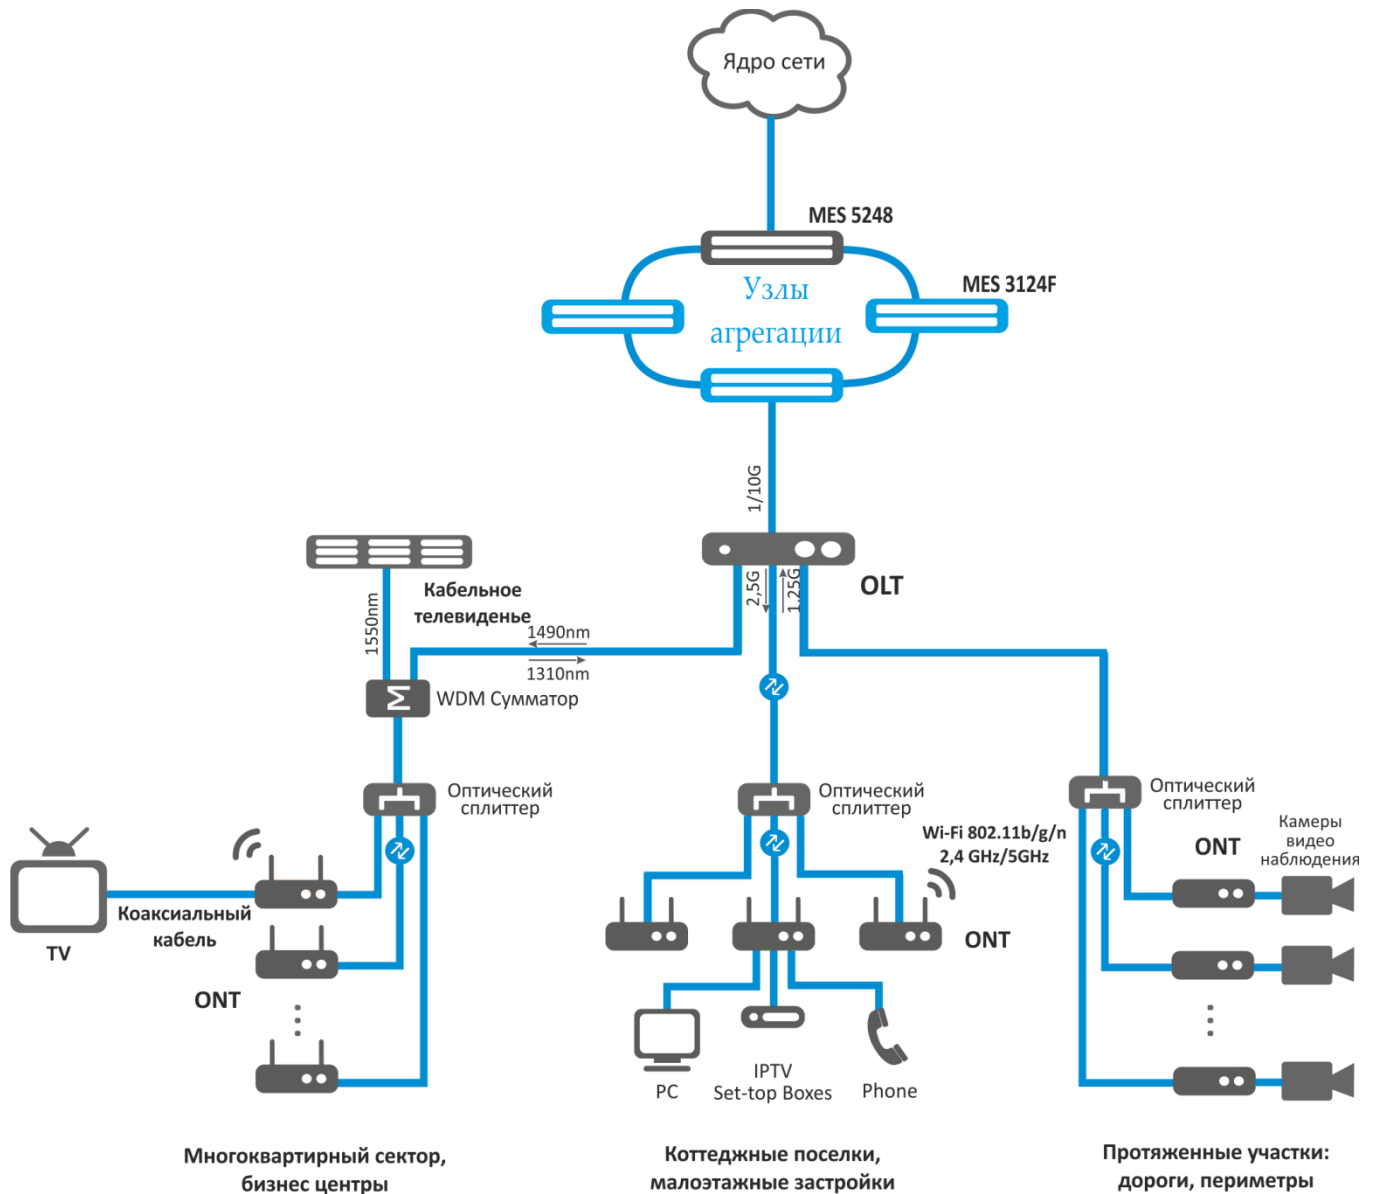 Ядро сети
MES 5248
MES 3124F
Узлы
агрегации
1/10G
OLT
2,5G
1,25G
Кабельное
телевиденье
1550nm
1490nm
1310nm
WDM Сумматор
Оптический
сплиттер
Оптический
сплиттер
Оптический
сплиттер
Wi-Fi 802.11b/g/n
2,4 GHz/5GHz
ONT
Камеры
видео
наблюдения
Коаксиальный
кабель
TV
ONT
ONT
PC
IPTV
Set-top Boxes
Phone
Многоквартирный сектор,
бизнес центры
Коттеджные поселки,
малоэтажные застройки
Протяженные участки:
дороги, периметры